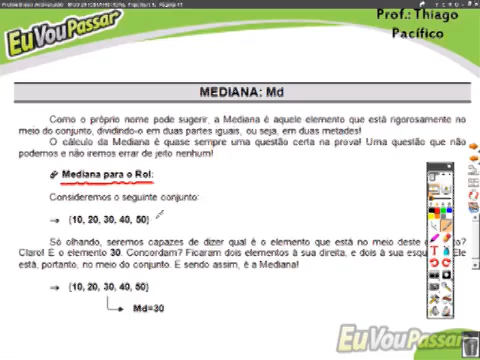 EuVouPassar
Prof.: Thiago
Pacífico
MEDIANA: Md
Como o próprio nome pode sugerir, a Mediana é aquele elemento que está rigorosamente no
meio do conjunto, dividindo-o em duas partes iguais, ou seja, em duas metades!
O cálculo da Mediana é quase sempre uma questão certa na prova! Uma questão que não
podemos e não iremos errar de jeito nenhum!
Mediana para o Rol:
Consideremos o seguinte conjunto:
→ {10, 20, 30, 40, 50}
Só olhando, seremos capazes de dizer qual é o elemento que está no meio deste
Claro! É o elemento 30. Concordam? Ficaram dois elementos à sua direita, e dois à sua Ele
está, portanto, no meio do conjunto. E sendo assim, é a Mediana!
→ {10, 20, 30, 40, 50}
Md=30
EuVouPassar